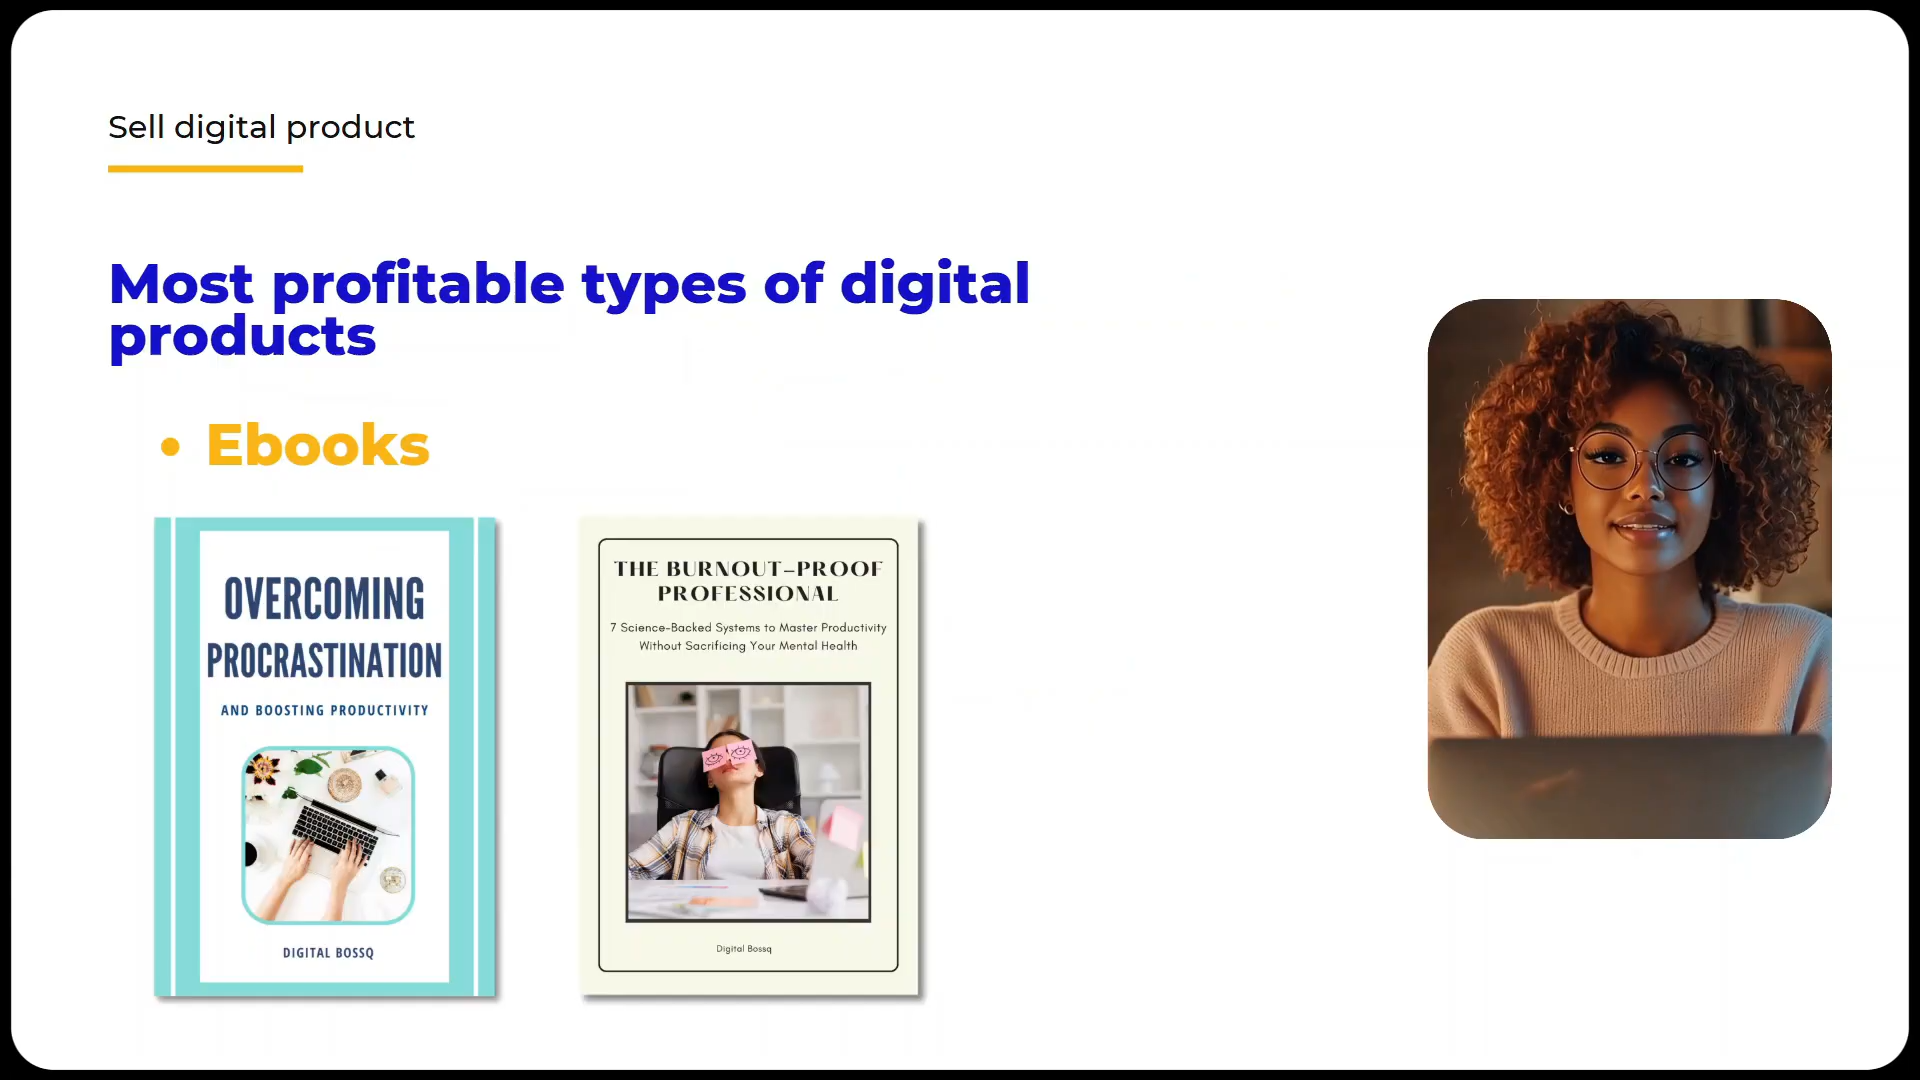 Sell digital product
Most profitable types of digital
products
• Ebooks
OVERCOMING
PROCRASTINATION
AND BOOSTING PRODUCTIVITY
DIGITAL BOSSQ
THE BURNOUT-PROOF
PROFESSIONAL
7 Science-Backed Systems to Master Productivity
Without Sacrificing Your Mental Health
Digital Bossq